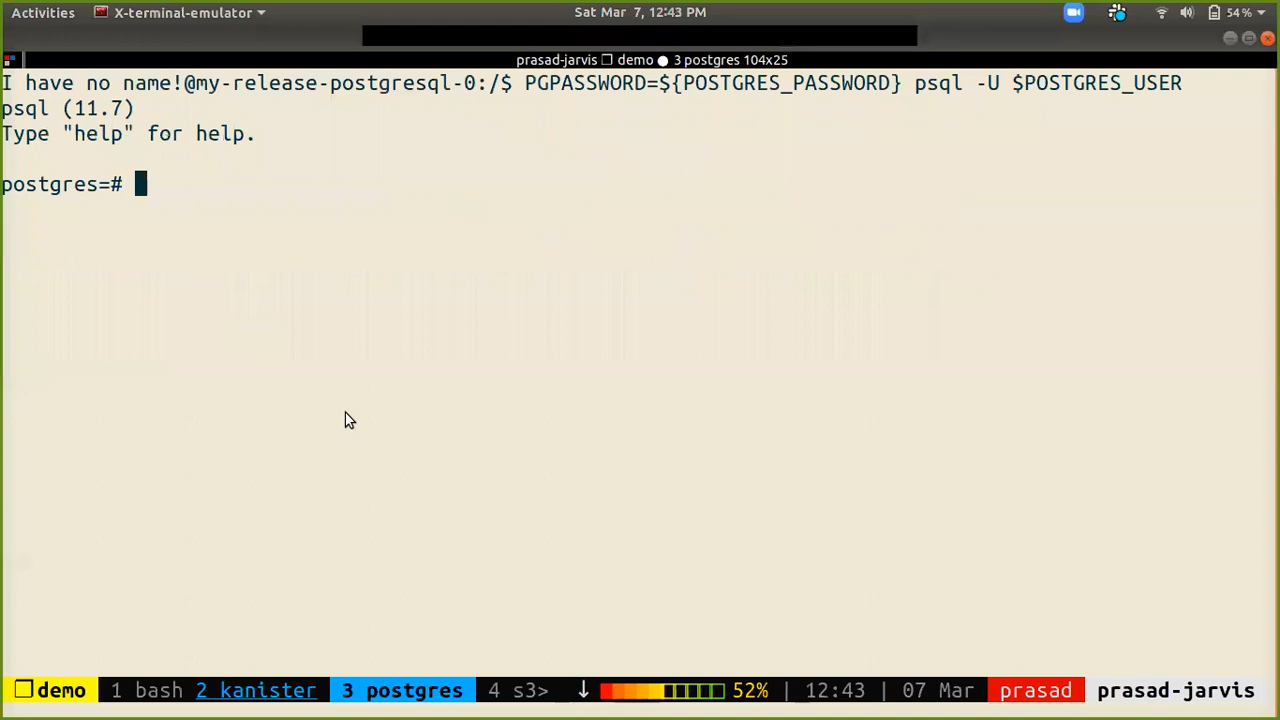 Activities X-terminal-emulator Sat Mar 7, 12:43 PM 54%
prasad-jarvis ❐ demo ● 3 postgres 104x25
I have no name!@my-release-postgresql-0:/$ PGPASSWORD=${POSTGRES_PASSWORD} psql -U $POSTGRES_USER
psql (11.7)
Type "help" for help.
postgres=#
❐ demo 1 bash 2 kanister 3 postgres 4 s3> ↓ 52% | 12:43 | 07 Mar prasad prasad-jarvis